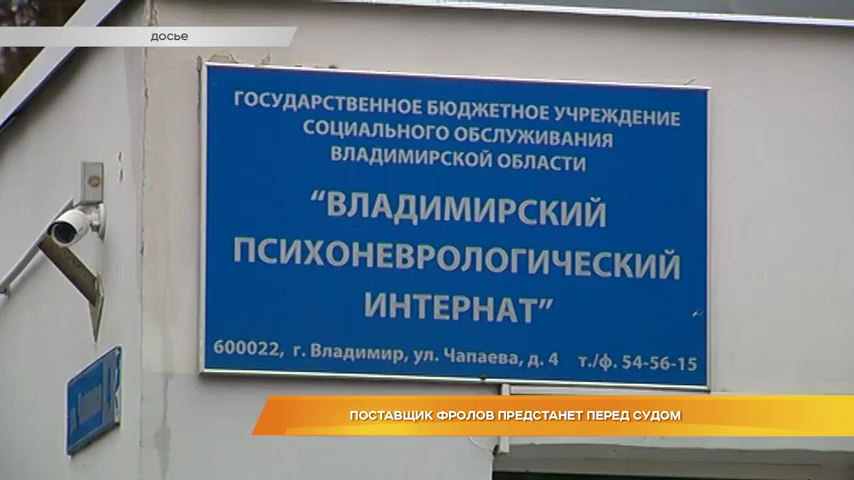 ДОСЬЕ
ГОСУДАРСТВЕННОЕ БЮДЖЕТНОЕ УЧРЕЖДЕНИЕ
СОЦИАЛЬНОГО ОБСЛУЖИВАНИЯ
ВЛАДИМИРСКОЙ ОБЛАСТИ
“ВЛАДИМИРСКИЙ
ПСИХОНЕВРОЛОГИЧЕСКИЙ
ИНТЕРНАТ”
600022, г. Владимир, ул. Чапаева, д. 4 т./ф. 54-56-15
ПОСТАВЩИК ФРОЛОВ ПРЕДСТАНЕТ ПЕРЕД СУДОМ